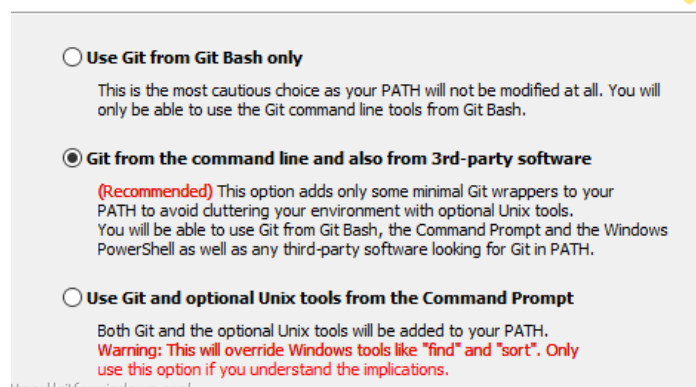 Use Git from Git Bash only
This is the most cautious choice as your PATH will not be modified at all. You will
only be able to use the Git command line tools from Git Bash.
Git from the command line and also from 3rd-party software
(Recommended) This option adds only some minimal Git wrappers to your
PATH to avoid cluttering your environment with optional Unix tools.
You will be able to use Git from Git Bash, the Command Prompt and the Windows
PowerShell as well as any third-party software looking for Git in PATH.
Use Git and optional Unix tools from the Command Prompt
Both Git and the optional Unix tools will be added to your PATH.
Warning: This will override Windows tools like "find" and "sort". Only
use this option if you understand the implications.